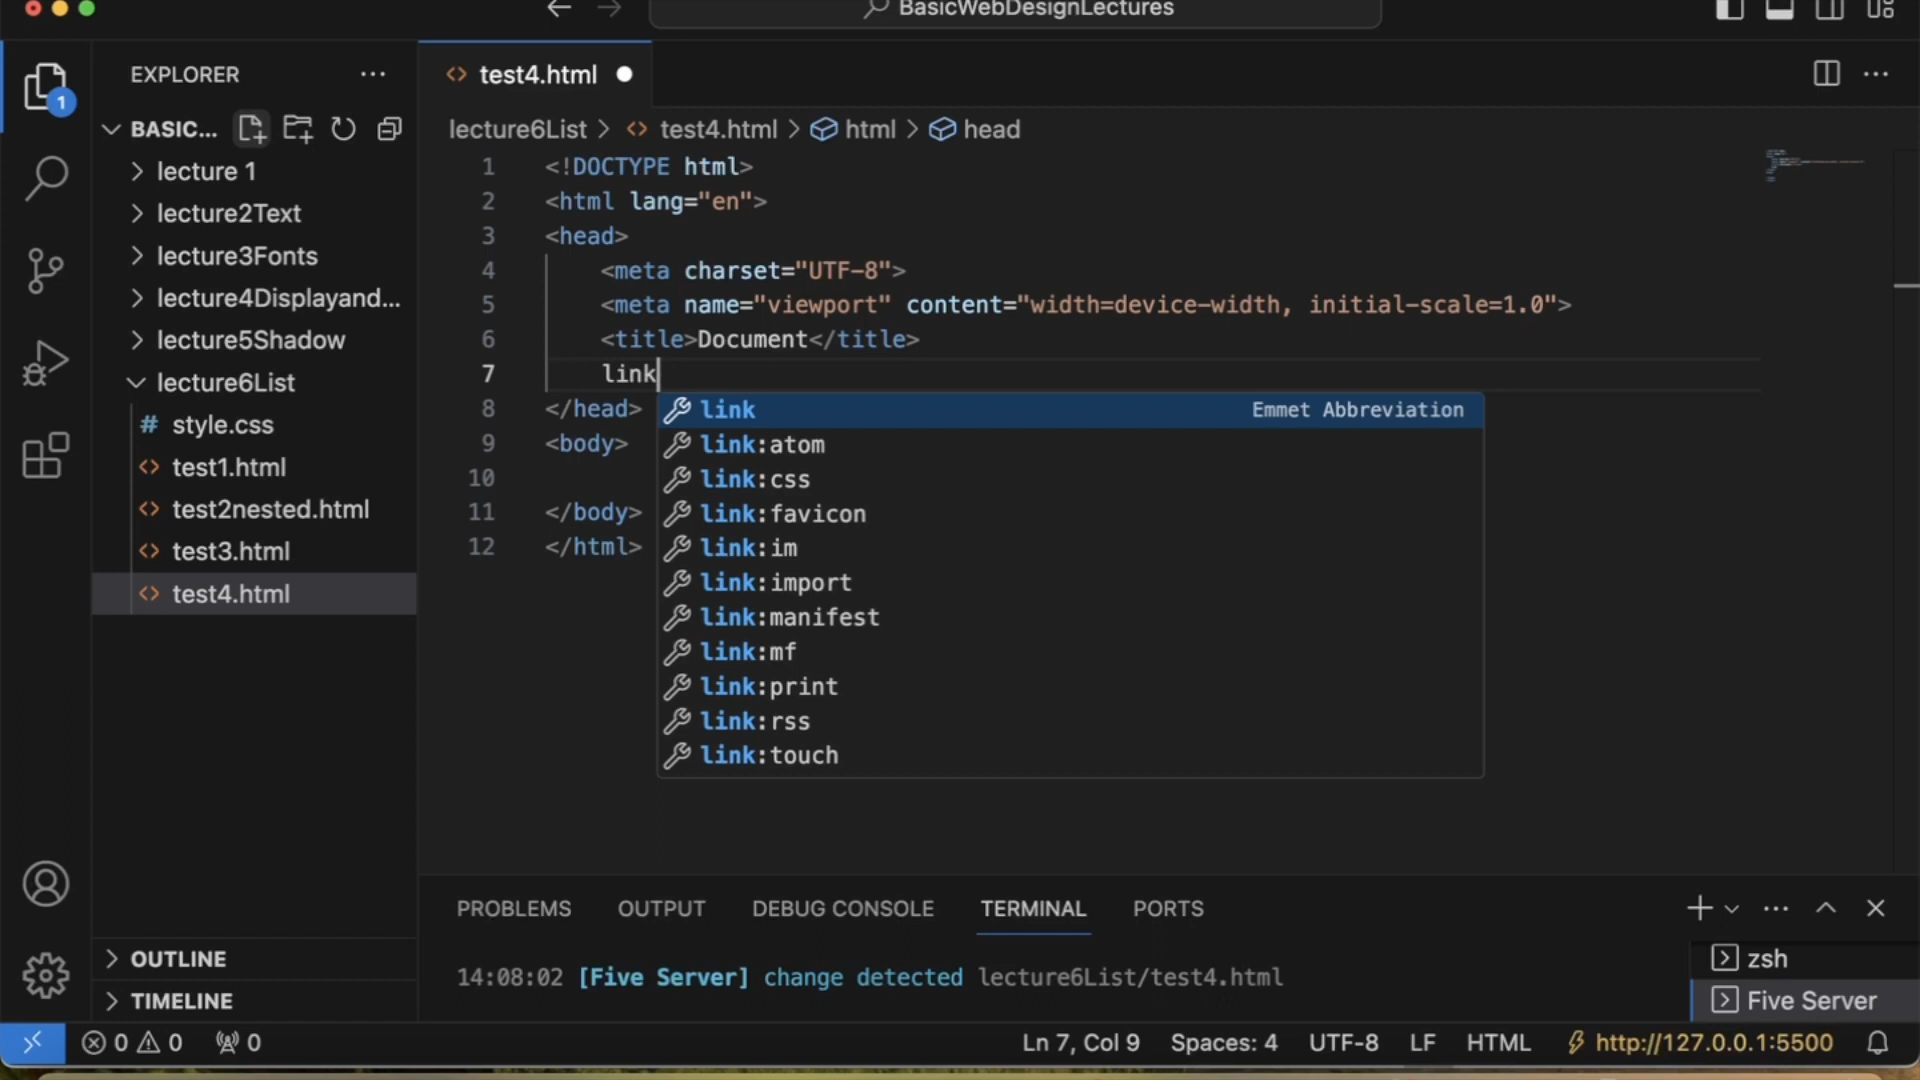 BasicWebDesignLectures
EXPLORER
1
BASIC...
lecture 1
lecture2Text
lecture3Fonts
lecture4Displayand...
lecture5Shadow
lecture6List
# style.css
<> test1.html
<> test2nested.html
<> test3.html
<> test4.html
OUTLINE
TIMELINE
<> test4.html
lecture6List > <> test4.html > html > head
1 <!DOCTYPE html>
2 <html lang="en">
3 <head>
4 <meta charset="UTF-8">
5 <meta name="viewport" content="width=device-width, initial-scale=1.0">
6 <title>Document</title>
7 link
8 </head>
9 <body>
10
11 </body>
12 </html>
link Emmet Abbreviation
link:atom
link:css
link:favicon
link:im
link:import
link:manifest
link:mf
link:print
link:rss
link:touch
PROBLEMS OUTPUT DEBUG CONSOLE TERMINAL PORTS
14:08:02 [Five Server] change detected lecture6List/test4.html
zsh
Five Server
0 0 0 Ln 7, Col 9 Spaces: 4 UTF-8 LF HTML http://127.0.0.1:5500